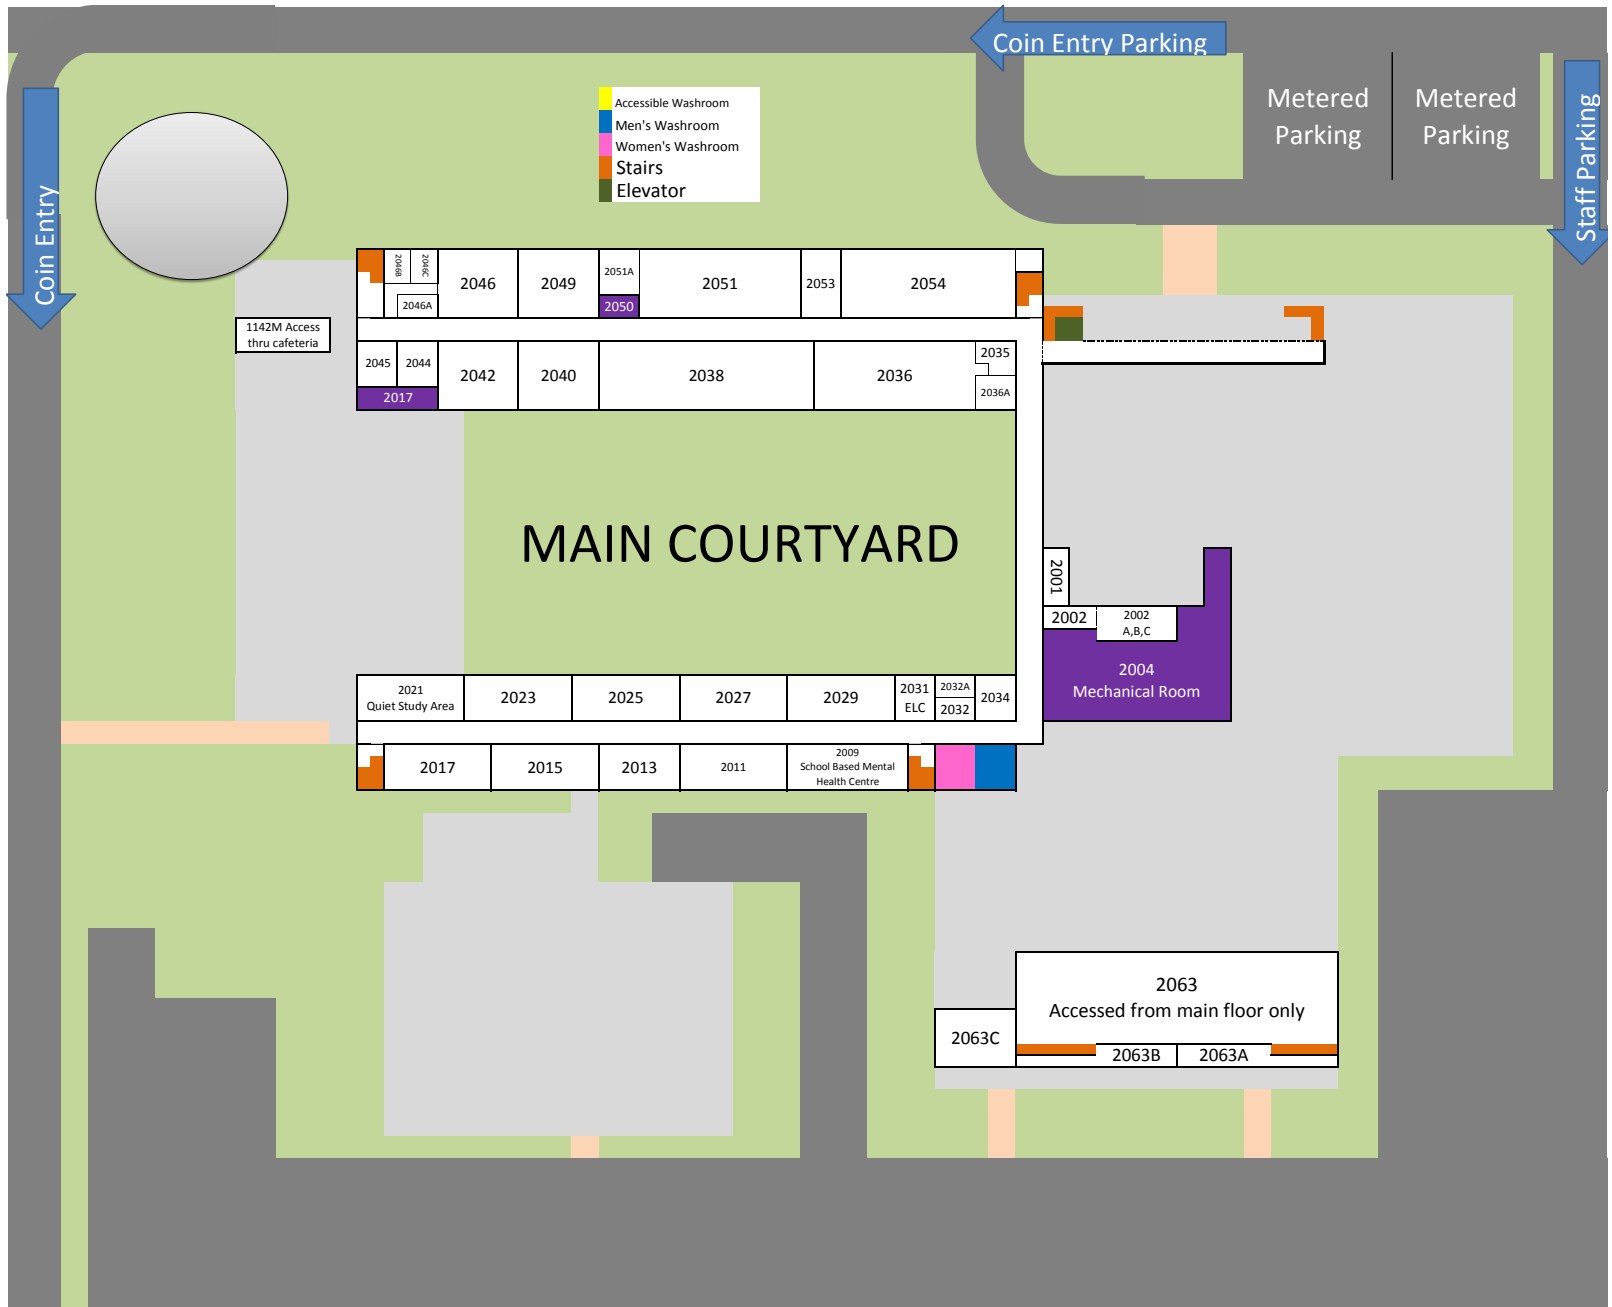 Coin Entry Parking
Metered
Parking
Metered
Parking
Staff Parking
Coin Entry
Accessible Washroom
Men's Washroom
Women's Washroom
Stairs
Elevator
2046B
2046C
2046A
2046
2049
2051A
2050
2051
2053
2054
1142M Access
thru cafeteria
2045
2044
2017
2042
2040
2038
2036
2035
2036A
MAIN COURTYARD
2001
2002
2002
A,B,C
2004
Mechanical Room
2021
Quiet Study Area
2023
2025
2027
2029
2031
ELC
2032A
2032
2034
2017
2015
2013
2011
2009
School Based Mental
Health Centre
2063
Accessed from main floor only
2063C
2063B
2063A